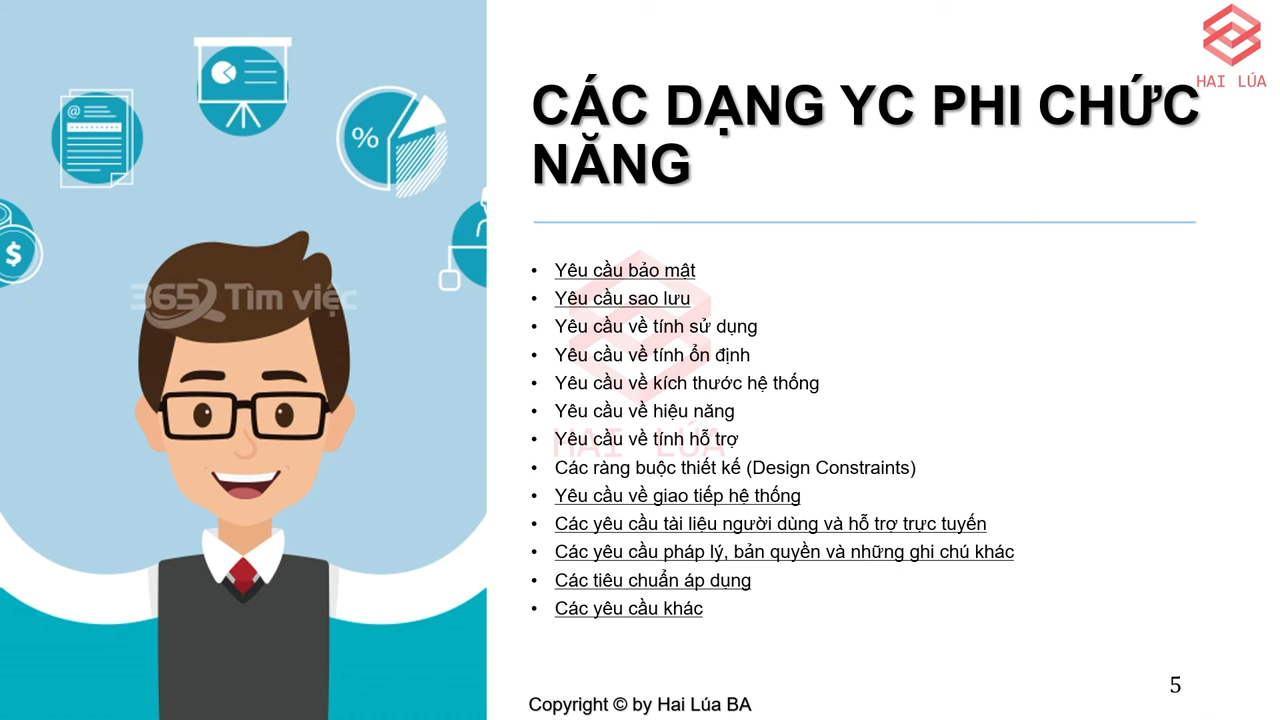 HAI LÚA
CÁC DẠNG YC PHI CHỨC
NĂNG
@
%
$
365 Tìm việc
• Yêu cầu bảo mật
• Yêu cầu sao lưu
• Yêu cầu về tính sử dụng
• Yêu cầu về tính ổn định
• Yêu cầu về kích thước hệ thống
• Yêu cầu về hiệu năng
• Yêu cầu về tính hỗ trợ
HAI LÚA
• Các ràng buộc thiết kế (Design Constraints)
• Yêu cầu về giao tiếp hệ thống
• Các yêu cầu tài liệu người dùng và hỗ trợ trực tuyến
• Các yêu cầu pháp lý, bản quyền và những ghi chú khác
• Các tiêu chuẩn áp dụng
• Các yêu cầu khác
5
Copyright © by Hai Lúa BA